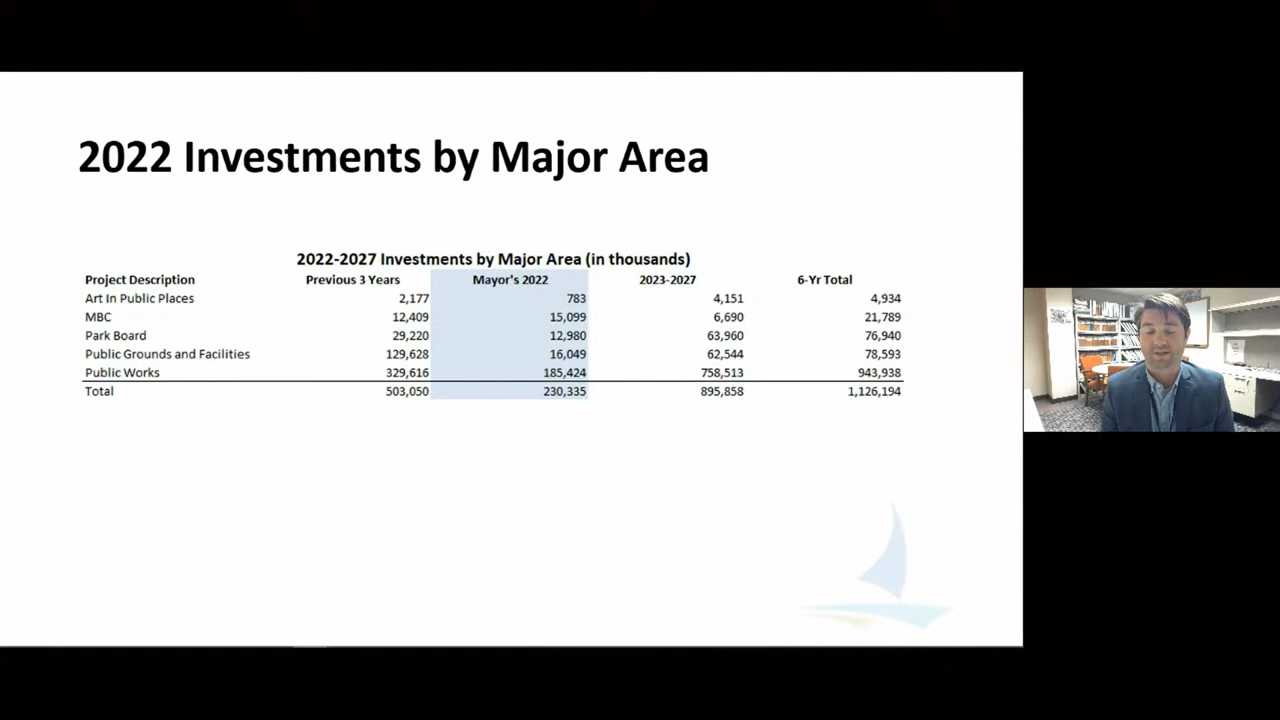 2022 Investments by Major Area
2022-2027 Investments by Major Area (in thousands)
Project Description Previous 3 Years Mayor's 2022 2023-2027 6-Yr Total
Art In Public Places 2,177 783 4,151 4,934
MBC 12,409 15,099 6,690 21,789
Park Board 29,220 12,980 63,960 76,940
Public Grounds and Facilities 129,628 16,049 62,544 78,593
Public Works 329,616 185,424 758,513 943,938
Total 503,050 230,335 895,858 1,126,194